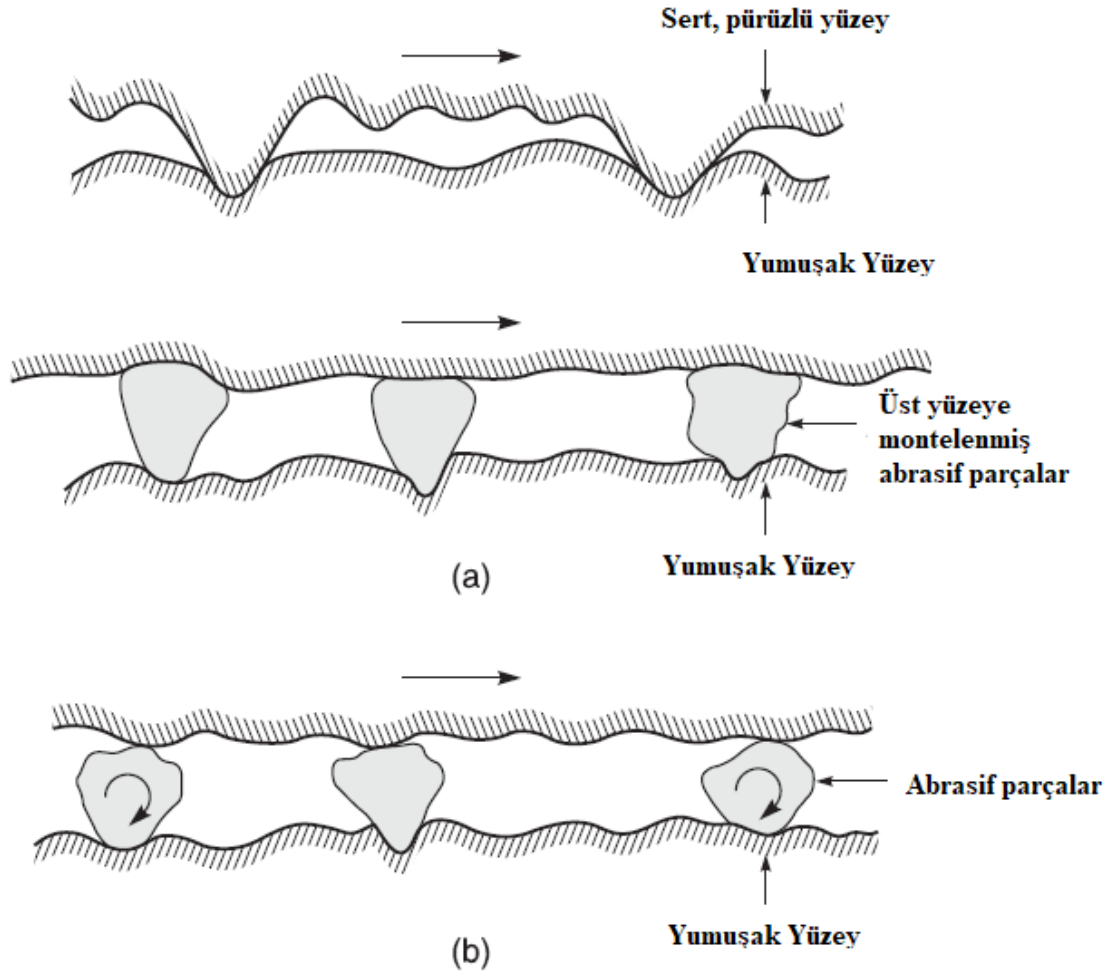 Sert, pürüzlü yüzey
Yumuşak Yüzey
Üst yüzeye
montelenmiş
abrasif parçalar
Yumuşak Yüzey
(a)
Abrasif parçalar
Yumuşak Yüzey
(b)